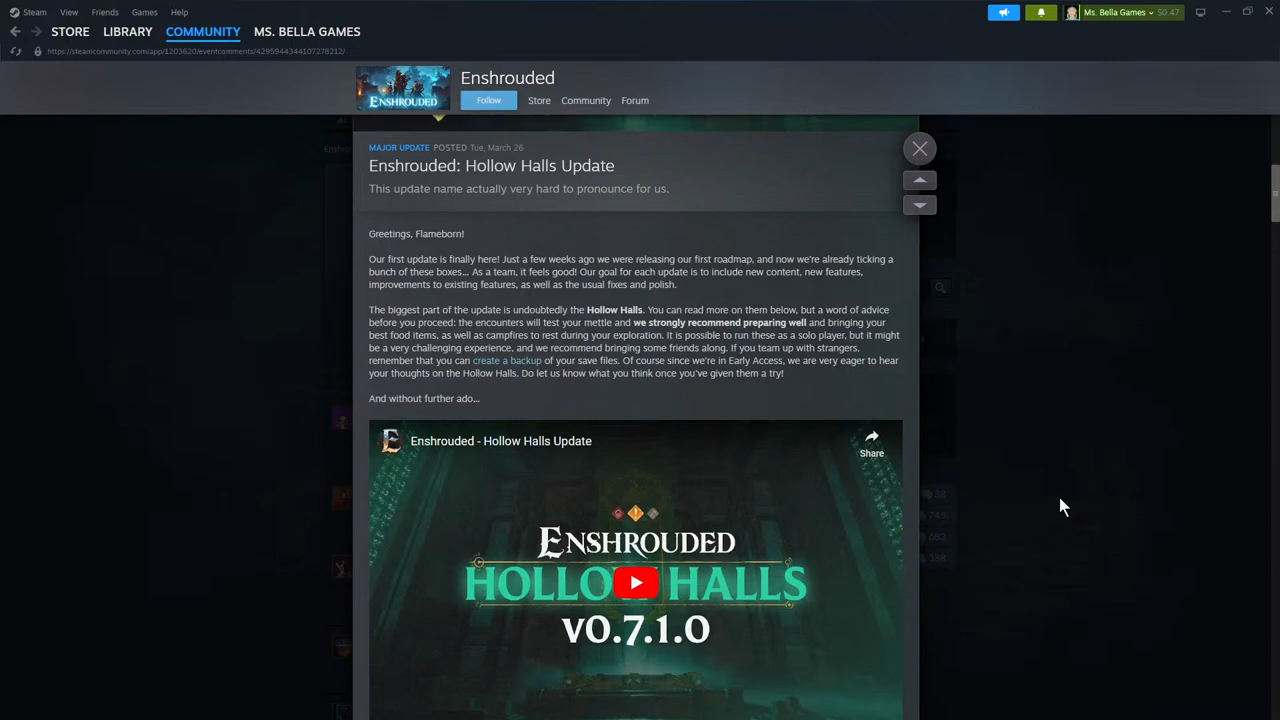 Steam View Friends Games Help
Ms. Bella Games $0.47
STORE LIBRARY COMMUNITY MS. BELLA GAMES
https://steamcommunity.com/app/1203620/eventcomments/4295944344107278212/
ENSHROUDED
Enshrouded
Follow Store Community Forum
MAJOR UPDATE POSTED Tue, March 26
Enshrouded: Hollow Halls Update
This update name actually very hard to pronounce for us.
Greetings, Flameborn!
Our first update is finally here! Just a few weeks ago we were releasing our first roadmap, and now we're already ticking a
bunch of these boxes... As a team, it feels good! Our goal for each update is to include new content, new features,
improvements to existing features, as well as the usual fixes and polish.
The biggest part of the update is undoubtedly the Hollow Halls. You can read more on them below, but a word of advice
before you proceed: the encounters will test your mettle and we strongly recommend preparing well and bringing your
best food items, as well as campfires to rest during your exploration. It is possible to run these as a solo player, but it might
be a very challenging experience, and we recommend bringing some friends along. If you team up with strangers,
remember that you can create a backup of your save files. Of course since we're in Early Access, we are very eager to hear
your thoughts on the Hollow Halls. Do let us know what you think once you've given them a try!
And without further ado...
Enshrouded - Hollow Halls Update
Share
ENSHROUDED
HOLLOW HALLS
v0.7.1.0